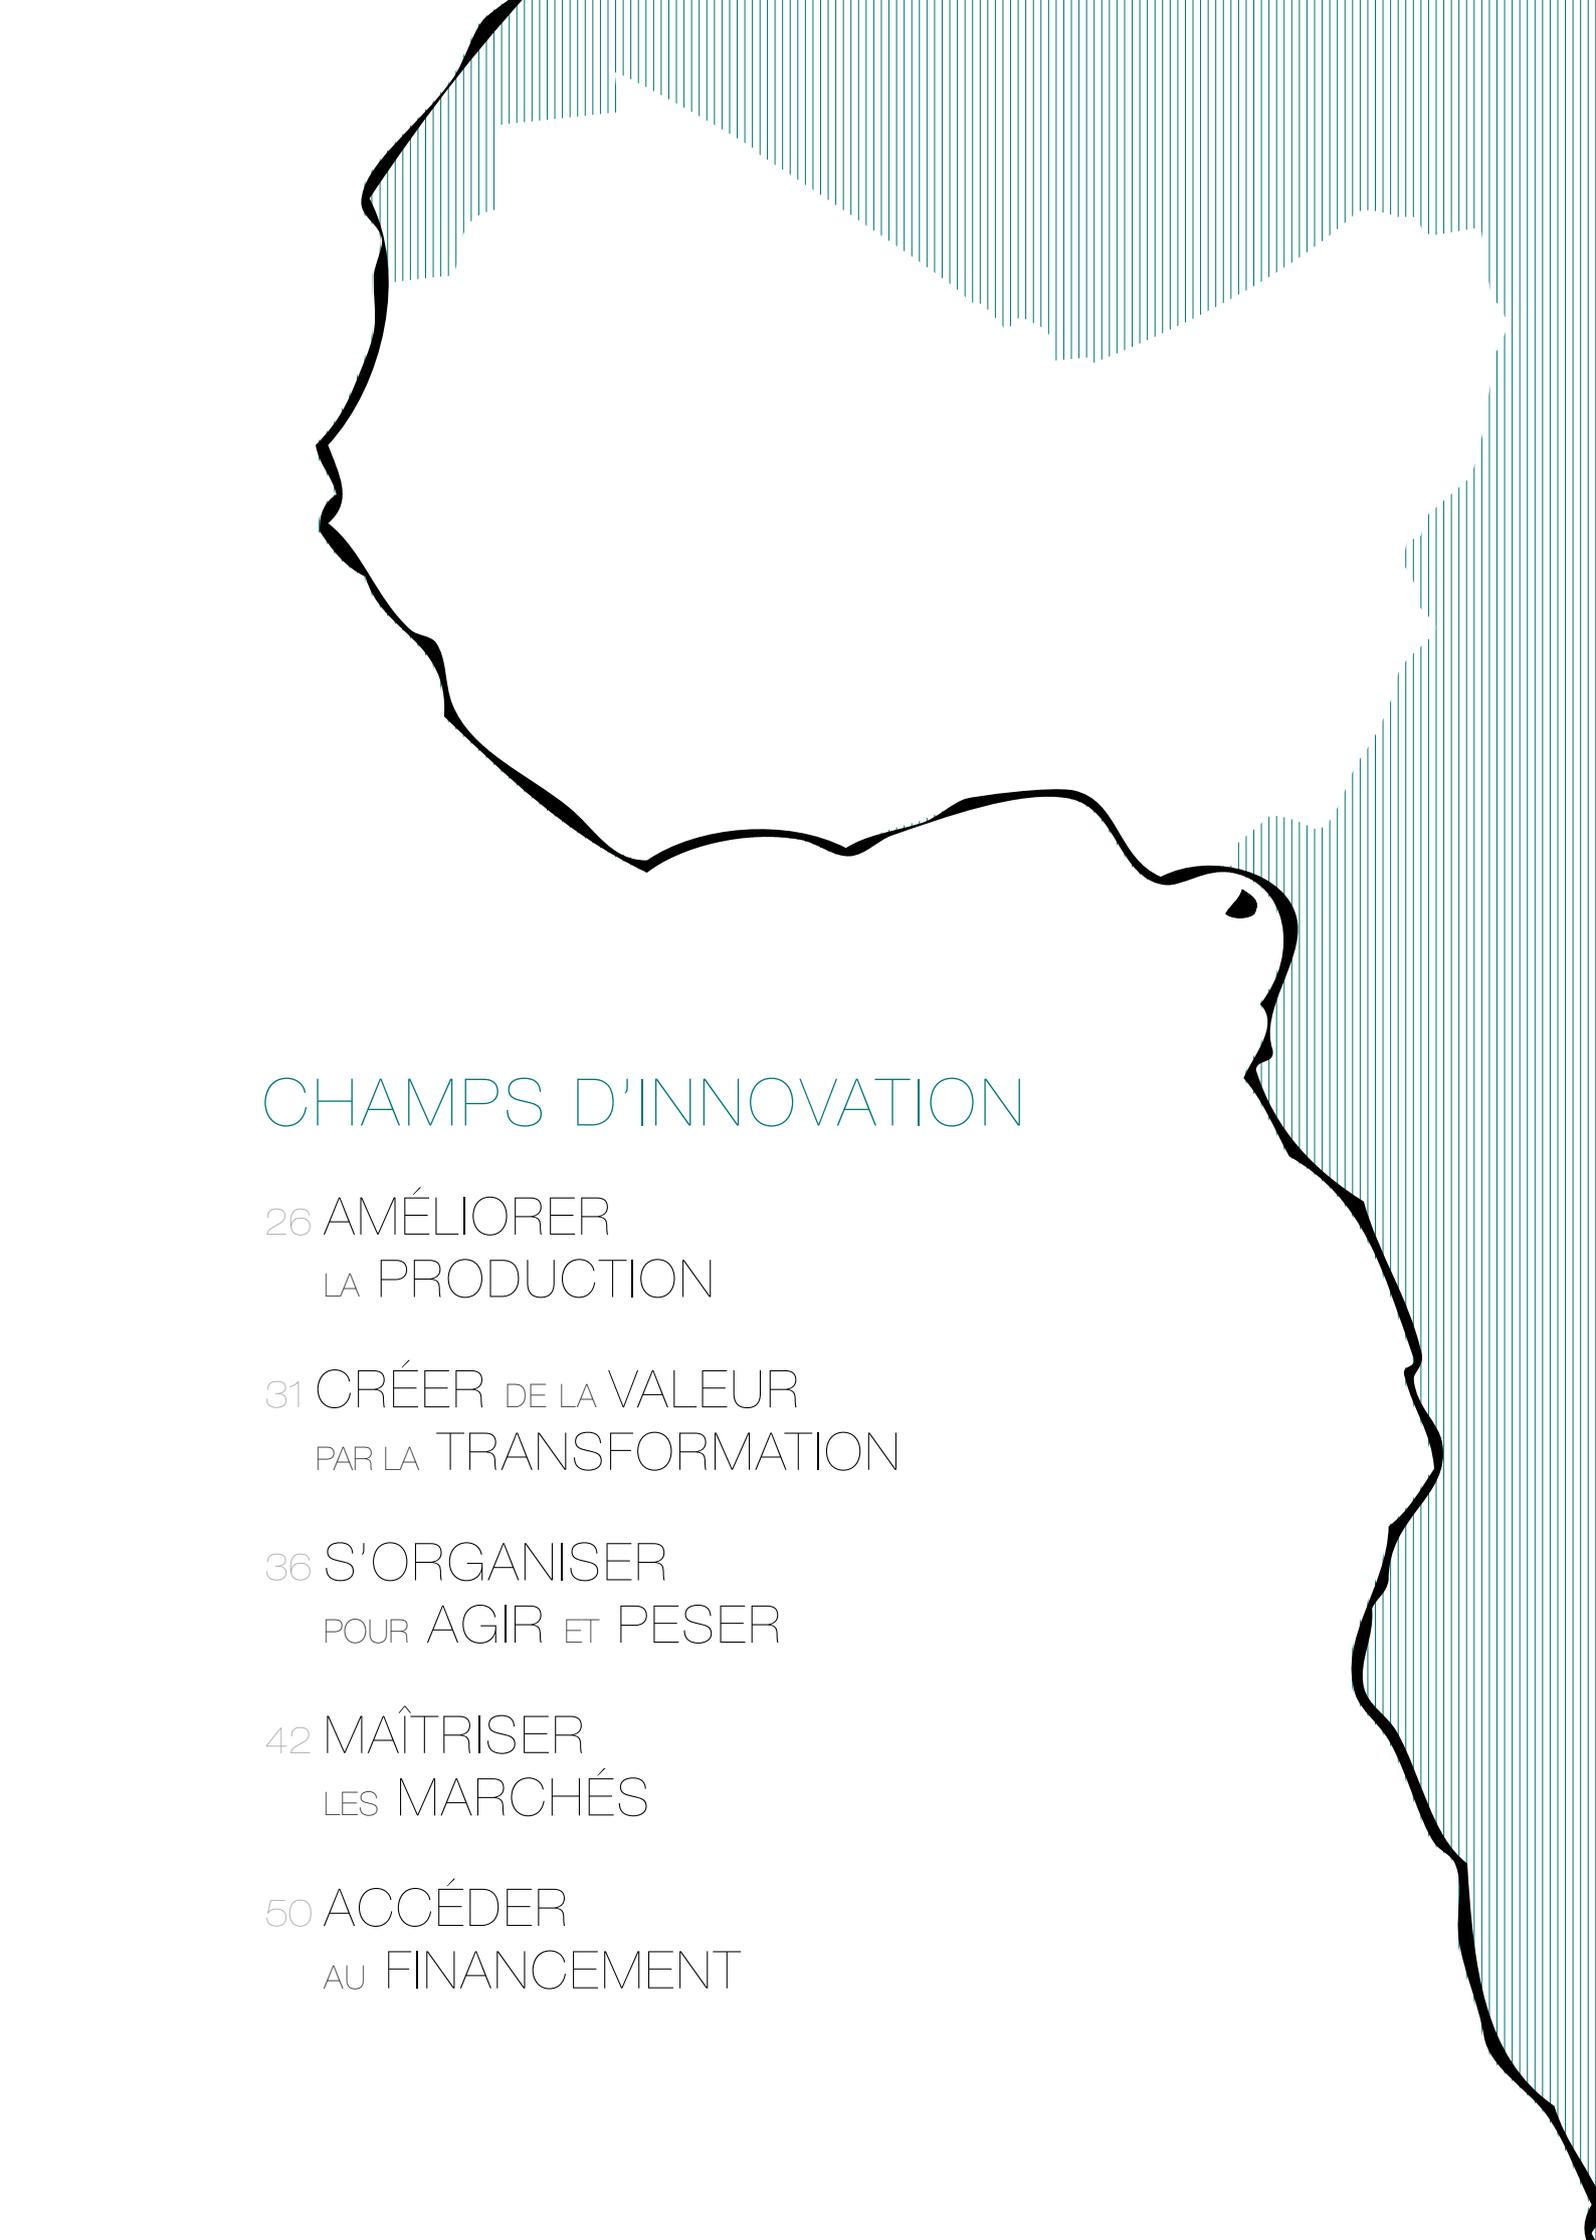 CHAMPS D'INNOVATION
26 AMÉLIORER
LA PRODUCTION
31 CRÉER DE LA VALEUR
PAR LA TRANSFORMATION
36 S'ORGANISER
POUR AGIR ET PESER
42 MAÎTRISER
LES MARCHÉS
50 ACCÉDER
AU FINANCEMENT